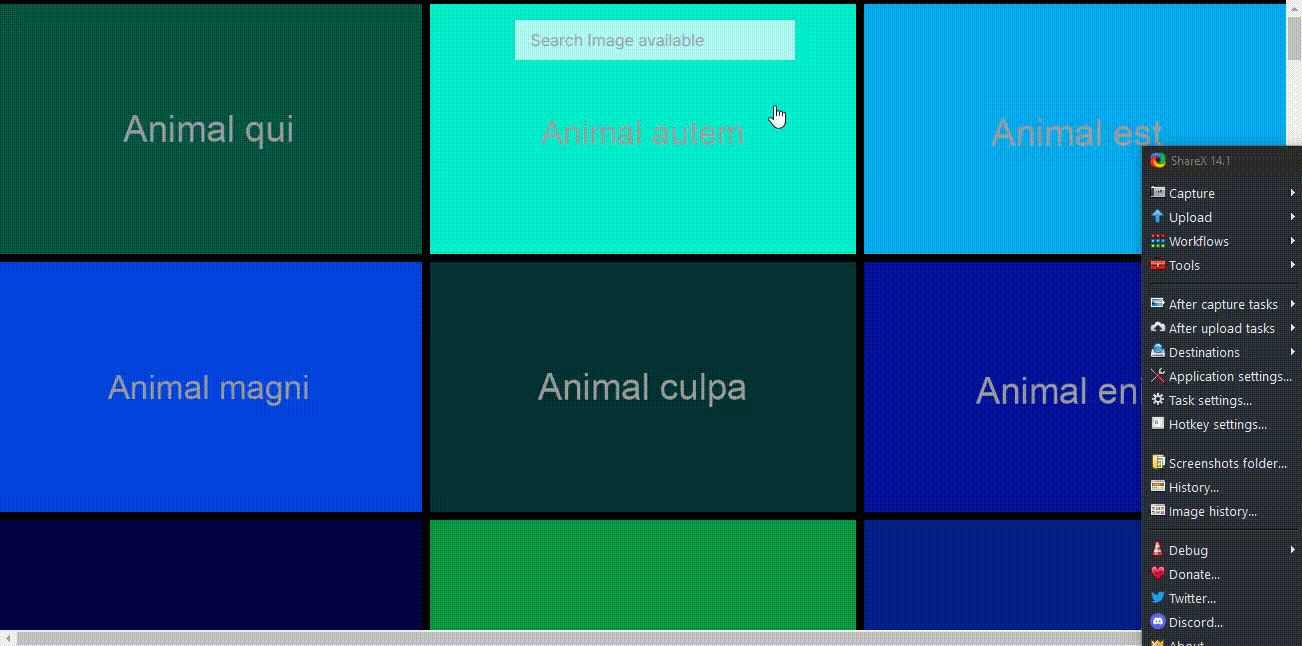 Search Image available
Animal qui
Animal autem
Animal est
Animal magni
Animal culpa
Animal en
ShareX 14.1
Capture
Upload
Workflows
Tools
After capture tasks
After upload tasks
Destinations
Application settings...
Task settings...
Hotkey settings...
Screenshots folder...
History...
Image history...
Debug
Donate...
Twitter...
Discord...
About...